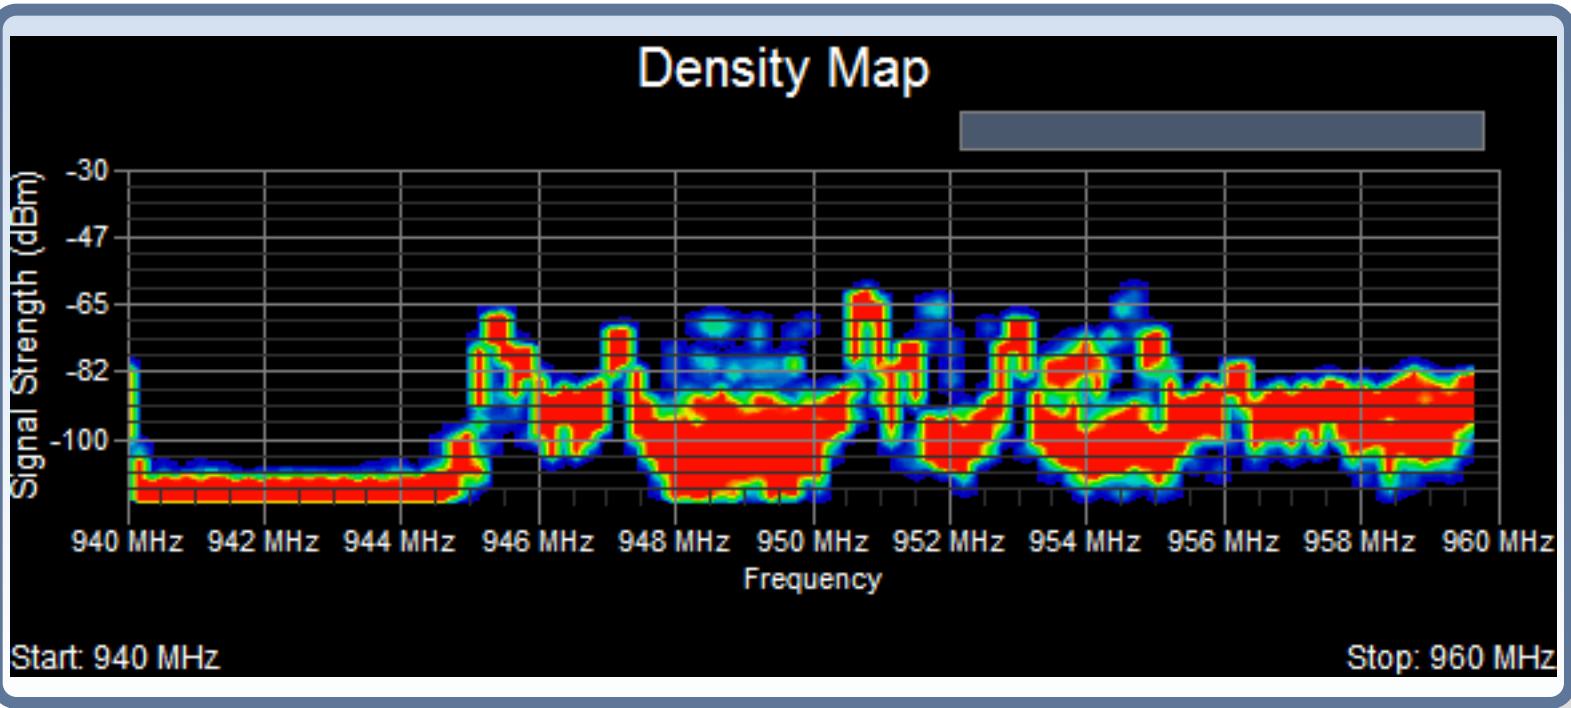 Density Map
Signal Strength (dBm)
-30
-47
-65
-82
-100
940 MHz 942 MHz 944 MHz 946 MHz 948 MHz 950 MHz 952 MHz 954 MHz 956 MHz 958 MHz 960 MHz
Frequency
Start: 940 MHz
Stop: 960 MHz